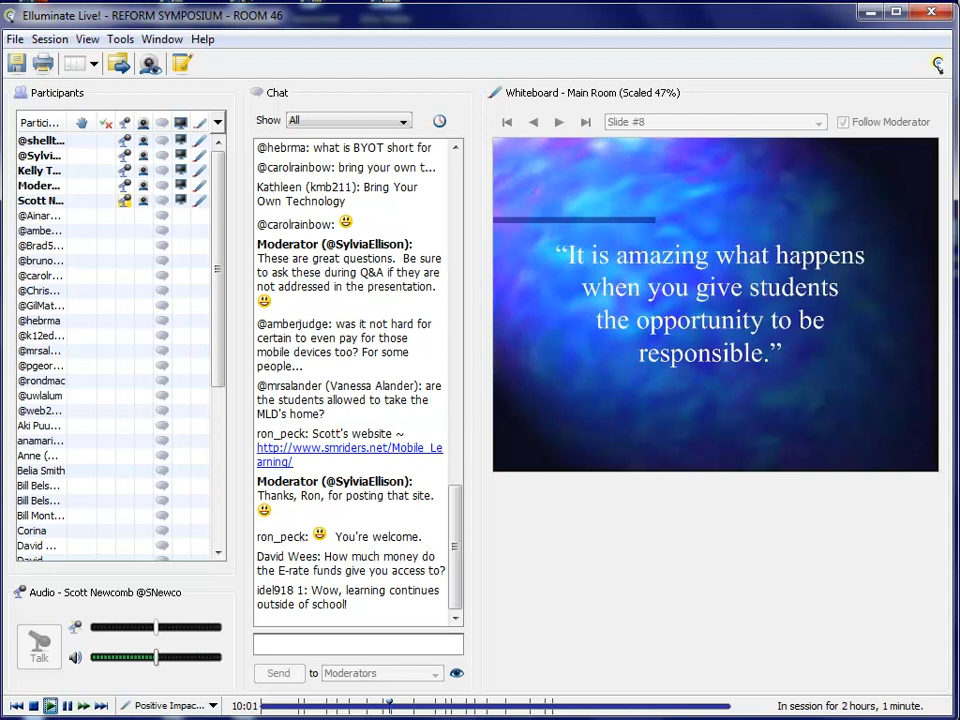 Elluminate Live! - REFORM SYMPOSIUM - ROOM 46
File Session View Tools Window Help
Participants
Partici...
@shellt...
@Sylvi...
Kelly T...
Moder...
Scott N...
@Ainar...
@ambe...
@Brad5...
@bruno...
@carolr...
@Chris...
@GilMat...
@hebrma
@k12ed...
@mrsal...
@pgeor...
@rondmac
@uwlalum
@web2...
Aki Puu...
anamari...
Anne (...
Belia Smith
Bill Bels...
Bill Bels...
Bill Mont...
Corina
David ...
David
Audio - Scott Newcomb @SNewco
Talk
Chat
Show All
@hebrma: what is BYOT short for
@carolrainbow: bring your own t...
Kathleen (kmb211): Bring Your
Own Technology
@carolrainbow:
Moderator (@SylviaEllison):
These are great questions. Be sure
to ask these during Q&A if they are
not addressed in the presentation.
@amberjudge: was it not hard for
certain to even pay for those
mobile devices too? For some
people...
@mrsalander (Vanessa Alander): are
the students allowed to take the
MLD's home?
ron_peck: Scott's website ~
http://www.smriders.net/Mobile_Le
arning/
Moderator (@SylviaEllison):
Thanks, Ron, for posting that site.
ron_peck: You're welcome.
David Wees: How much money do
the E-rate funds give you access to?
idel918 1: Wow, learning continues
outside of school!
Send to Moderators
Whiteboard - Main Room (Scaled 47%)
Slide #8
Follow Moderator
“It is amazing what happens
when you give students
the opportunity to be
responsible.”
Positive Impac...
10:01
In session for 2 hours, 1 minute.